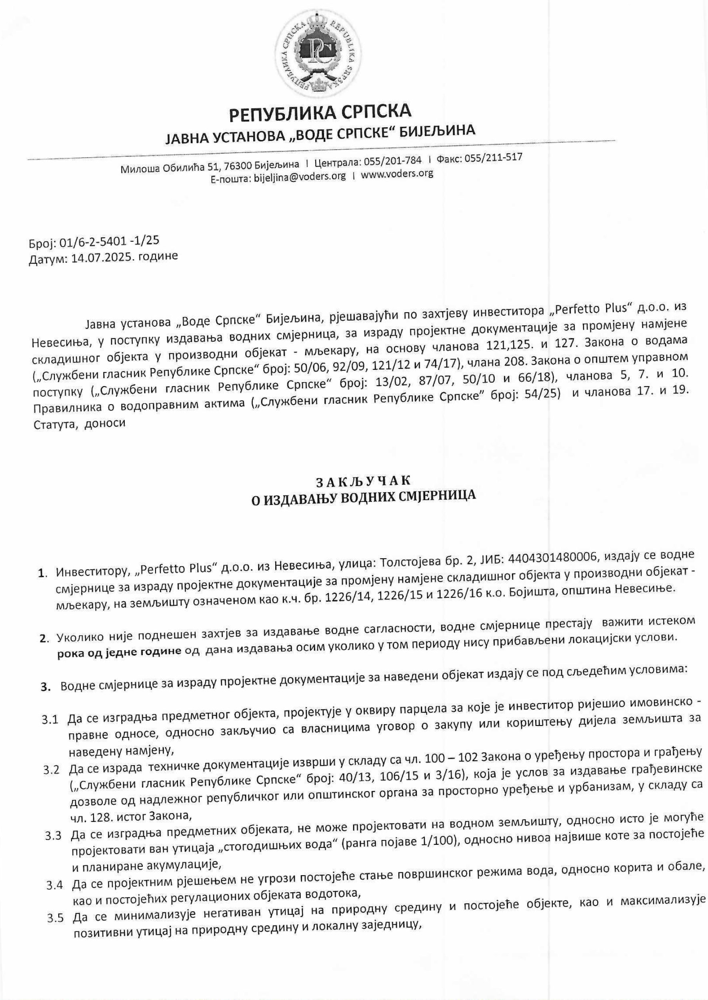 РЕПУБЛИКА СРПСКА REPUBLIKA SRPSKA
РС
РЕПУБЛИКА СРПСКА
ЈАВНА УСТАНОВА „ВОДЕ СРПСКЕ“ БИЈЕЉИНА
Милоша Обилића 51, 76300 Бијељина I Централа: 055/201-784 I Факс: 055/211-517
Е-пошта: bijeljina@voders.org I www.voders.org
Број: 01/6-2-5401 -1/25
Датум: 14.07.2025. године
Јавна установа „Воде Српске“ Бијељина, рјешавајући по захтјеву инвеститора „Perfetto Plus“ д.о.о. из
Невесиња, у поступку издавања водних смјерница, за израду пројектне документације за промјену намјене
складишног објекта у производни објекат - мљекару, на основу чланова 121,125. и 127. Закона о водама
(„Службени гласник Републике Српске“ број: 50/06, 92/09, 121/12 и 74/17), члана 208. Закона о општем управном
поступку („Службени гласник Републике Српске“ број: 13/02, 87/07, 50/10 и 66/18), чланова 5, 7. и 10.
Правилника о водоправним актима („Службени гласник Републике Српске” број: 54/25) и чланова 17. и 19.
Статута, доноси
З А К Љ У Ч А К
О ИЗДАВАЊУ ВОДНИХ СМЈЕРНИЦА
1. Инвеститору, „Perfetto Plus“ д.о.о. из Невесиња, улица: Толстојева бр. 2, ЈИБ: 4404301480006, издају се водне
смјернице за израду пројектне документације за промјену намјене складишног објекта у производни објекат -
мљекару, на земљишту означеном као к.ч. бр. 1226/14, 1226/15 и 1226/16 к.о. Бојишта, општина Невесиње.
2. Уколико није поднешен захтјев за издавање водне сагласности, водне смјернице престају важити истеком
рока од једне године од дана издавања осим уколико у том периоду нису прибављени локацијски услови.
3. Водне смјернице за израду пројектне документације за наведени објекат издају се под сљедећим условима:
3.1 Да се изградња предметног објекта, пројектује у оквиру парцела за које је инвеститор ријешио имовинско -
правне односе, односно закључио са власницима уговор о закупу или кориштењу дијела земљишта за
наведену намјену,
3.2 Да се израда техничке документације изврши у складу са чл. 100 – 102 Закона о уређењу простора и грађењу
(„Службени гласник Републике Српске“ број: 40/13, 106/15 и 3/16), која је услов за издавање грађевинске
дозволе од надлежног републичког или општинског органа за просторно уређење и урбанизам, у складу са
чл. 128. истог Закона,
3.3 Да се изградња предметних објеката, не може пројектовати на водном земљишту, односно исто је могуће
пројектовати ван утицаја „стогодишњих вода“ (ранга појаве 1/100), односно нивоа највише коте за постојеће
и планиране акумулације,
3.4 Да се пројектним рјешењем не угрози постојеће стање површинског режима вода, односно корита и обале,
као и постојећих регулационих објеката водотока,
3.5 Да се минимализује негативан утицај на природну средину и постојеће објекте, као и максимализује
позитивни утицај на природну средину и локалну заједницу,